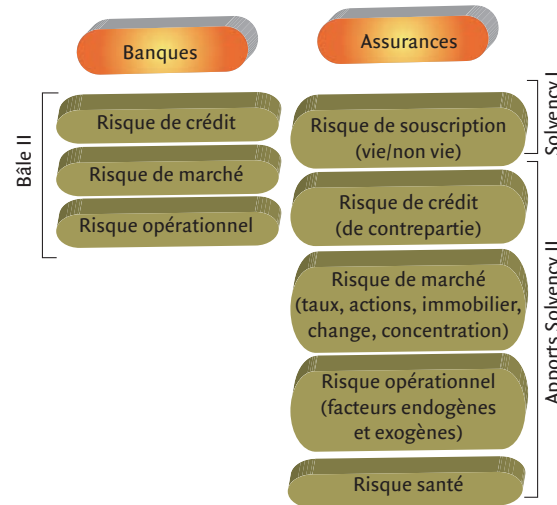 Banques
Bâle II
Risque de crédit
Risque de marché
Risque opérationnel
Assurances
Risque de souscription
(vie/non vie)
Risque de crédit
(de contrepartie)
Risque de marché
(taux, actions, immobilier,
change, concentration)
Risque opérationnel
(facteurs endogènes
et exogènes)
Risque santé
Solvency I
Apports Solvency II